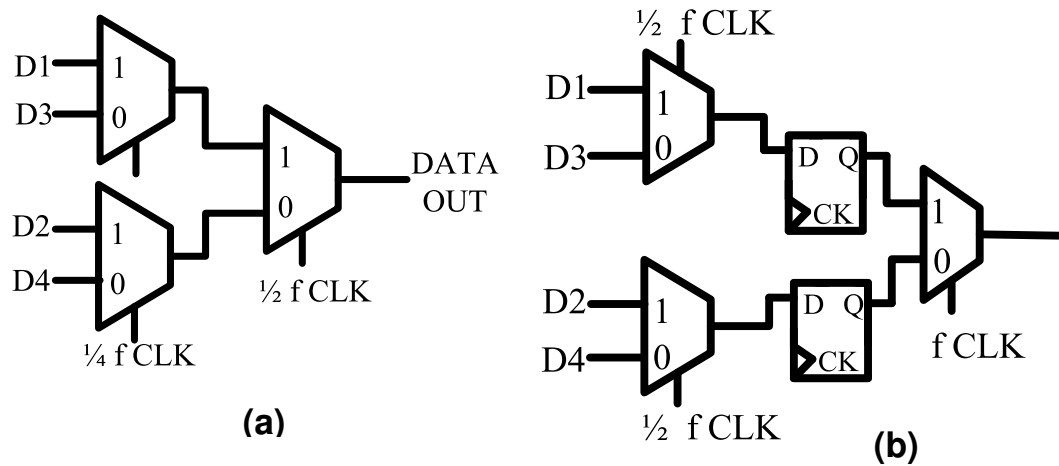 D1
1
D3
0
1
DATA
OUT
0
D2
1
D4
0
½ f CLK
¼ f CLK
(a)
½ f CLK
D1
1
D3
0
D Q
CK
1
0
D2
1
D4
0
D Q
CK
f CLK
½ f CLK
(b)